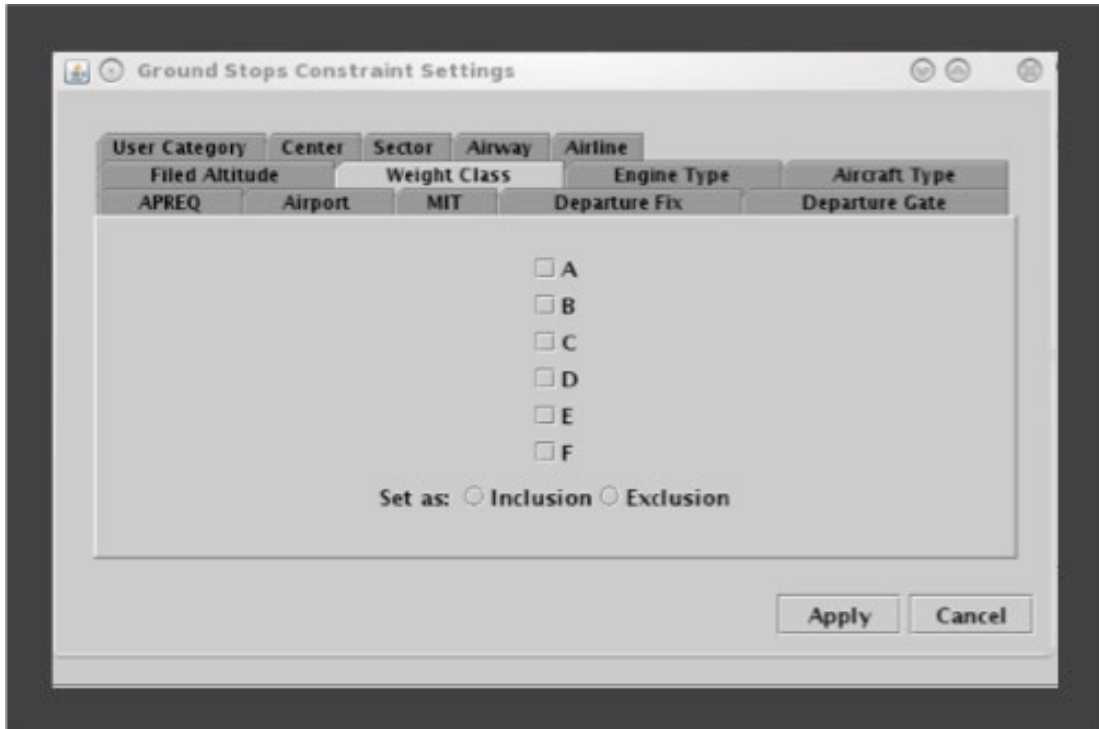 Ground Stops Constraint Settings
User Category Center Sector Airway Airline
Filed Altitude Weight Class Engine Type Aircraft Type
APREQ Airport MIT Departure Fix Departure Gate
A
B
C
D
E
F
Set as: Inclusion Exclusion
Apply Cancel